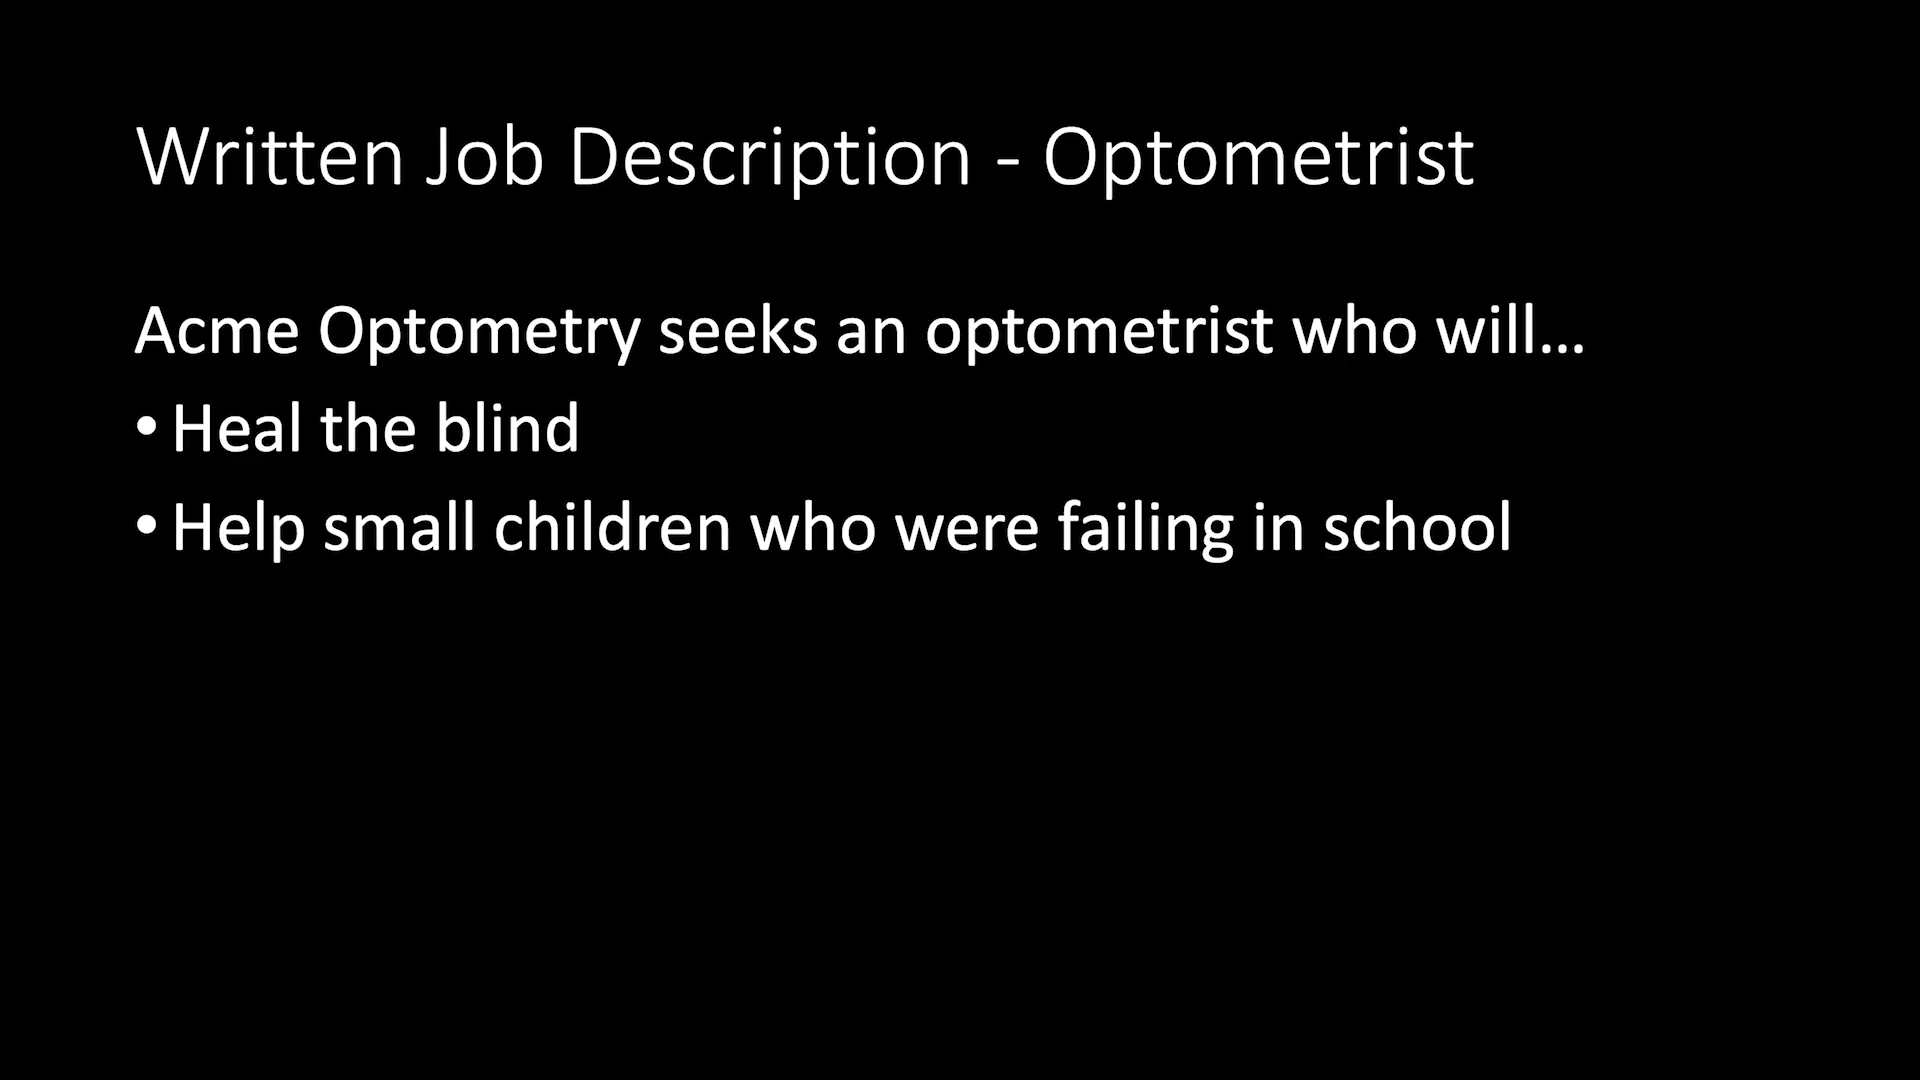 Written Job Description - Optometrist
Acme Optometry seeks an optometrist who will...
• Heal the blind
• Help small children who were failing in school